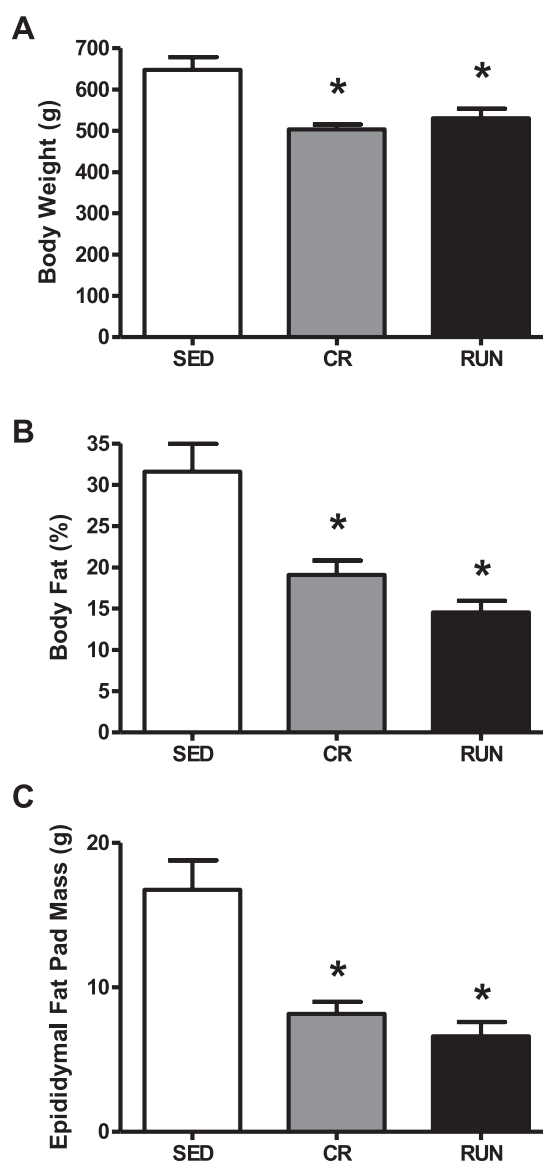 A
Body Weight (g)
700
600
500
400
300
200
100
0
*
*
SED CR RUN
B
Body Fat (%)
35
30
25
20
15
10
5
0
*
*
SED CR RUN
C
Epididymal Fat Pad Mass (g)
20
10
0
*
*
SED CR RUN